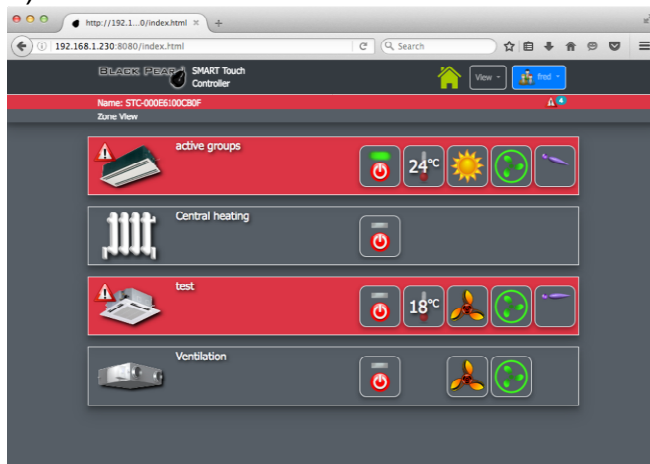 http://192.1...0/index.html
192.168.1.230:8080/index.html
Search
BLACK PEAR
SMART Touch
Controller
View
fred
Name: STC-000E6100CB0F
4
Zone View
active groups
24°C
Central heating
test
18°C
Ventilation